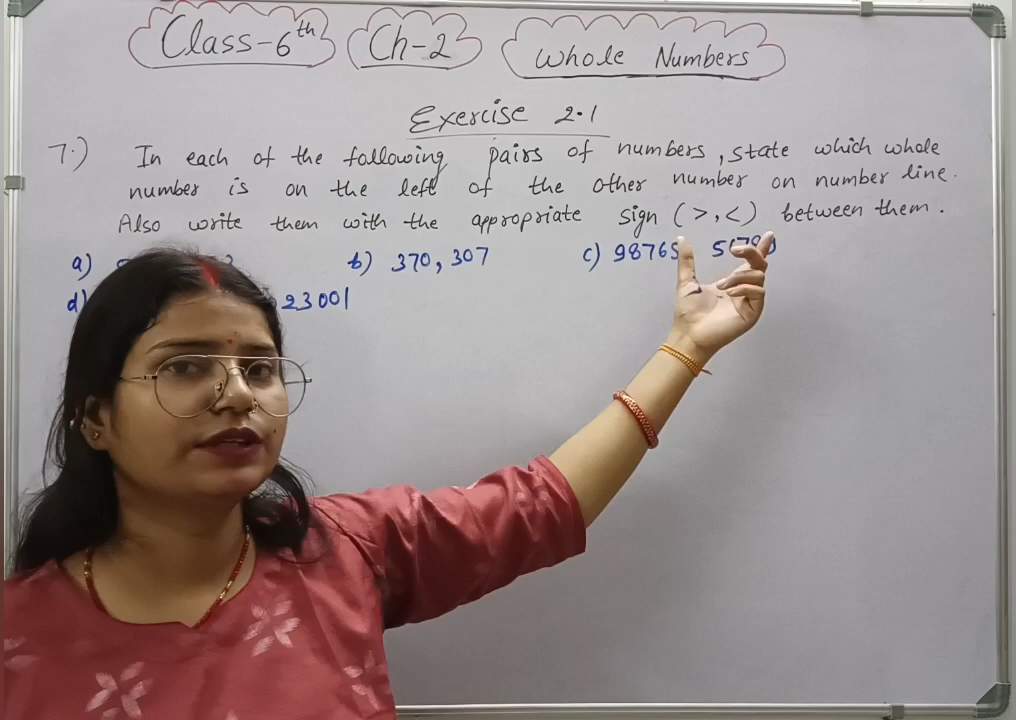 Class-6th Ch-2 Whole Numbers
Exercise 2.1
7.) In each of the following pairs of numbers, state which whole
number is on the left of the other number on number line.
Also write them with the appropriate sign (>,<) between them.
a) b) 370, 307 c) 9876
d) 23001